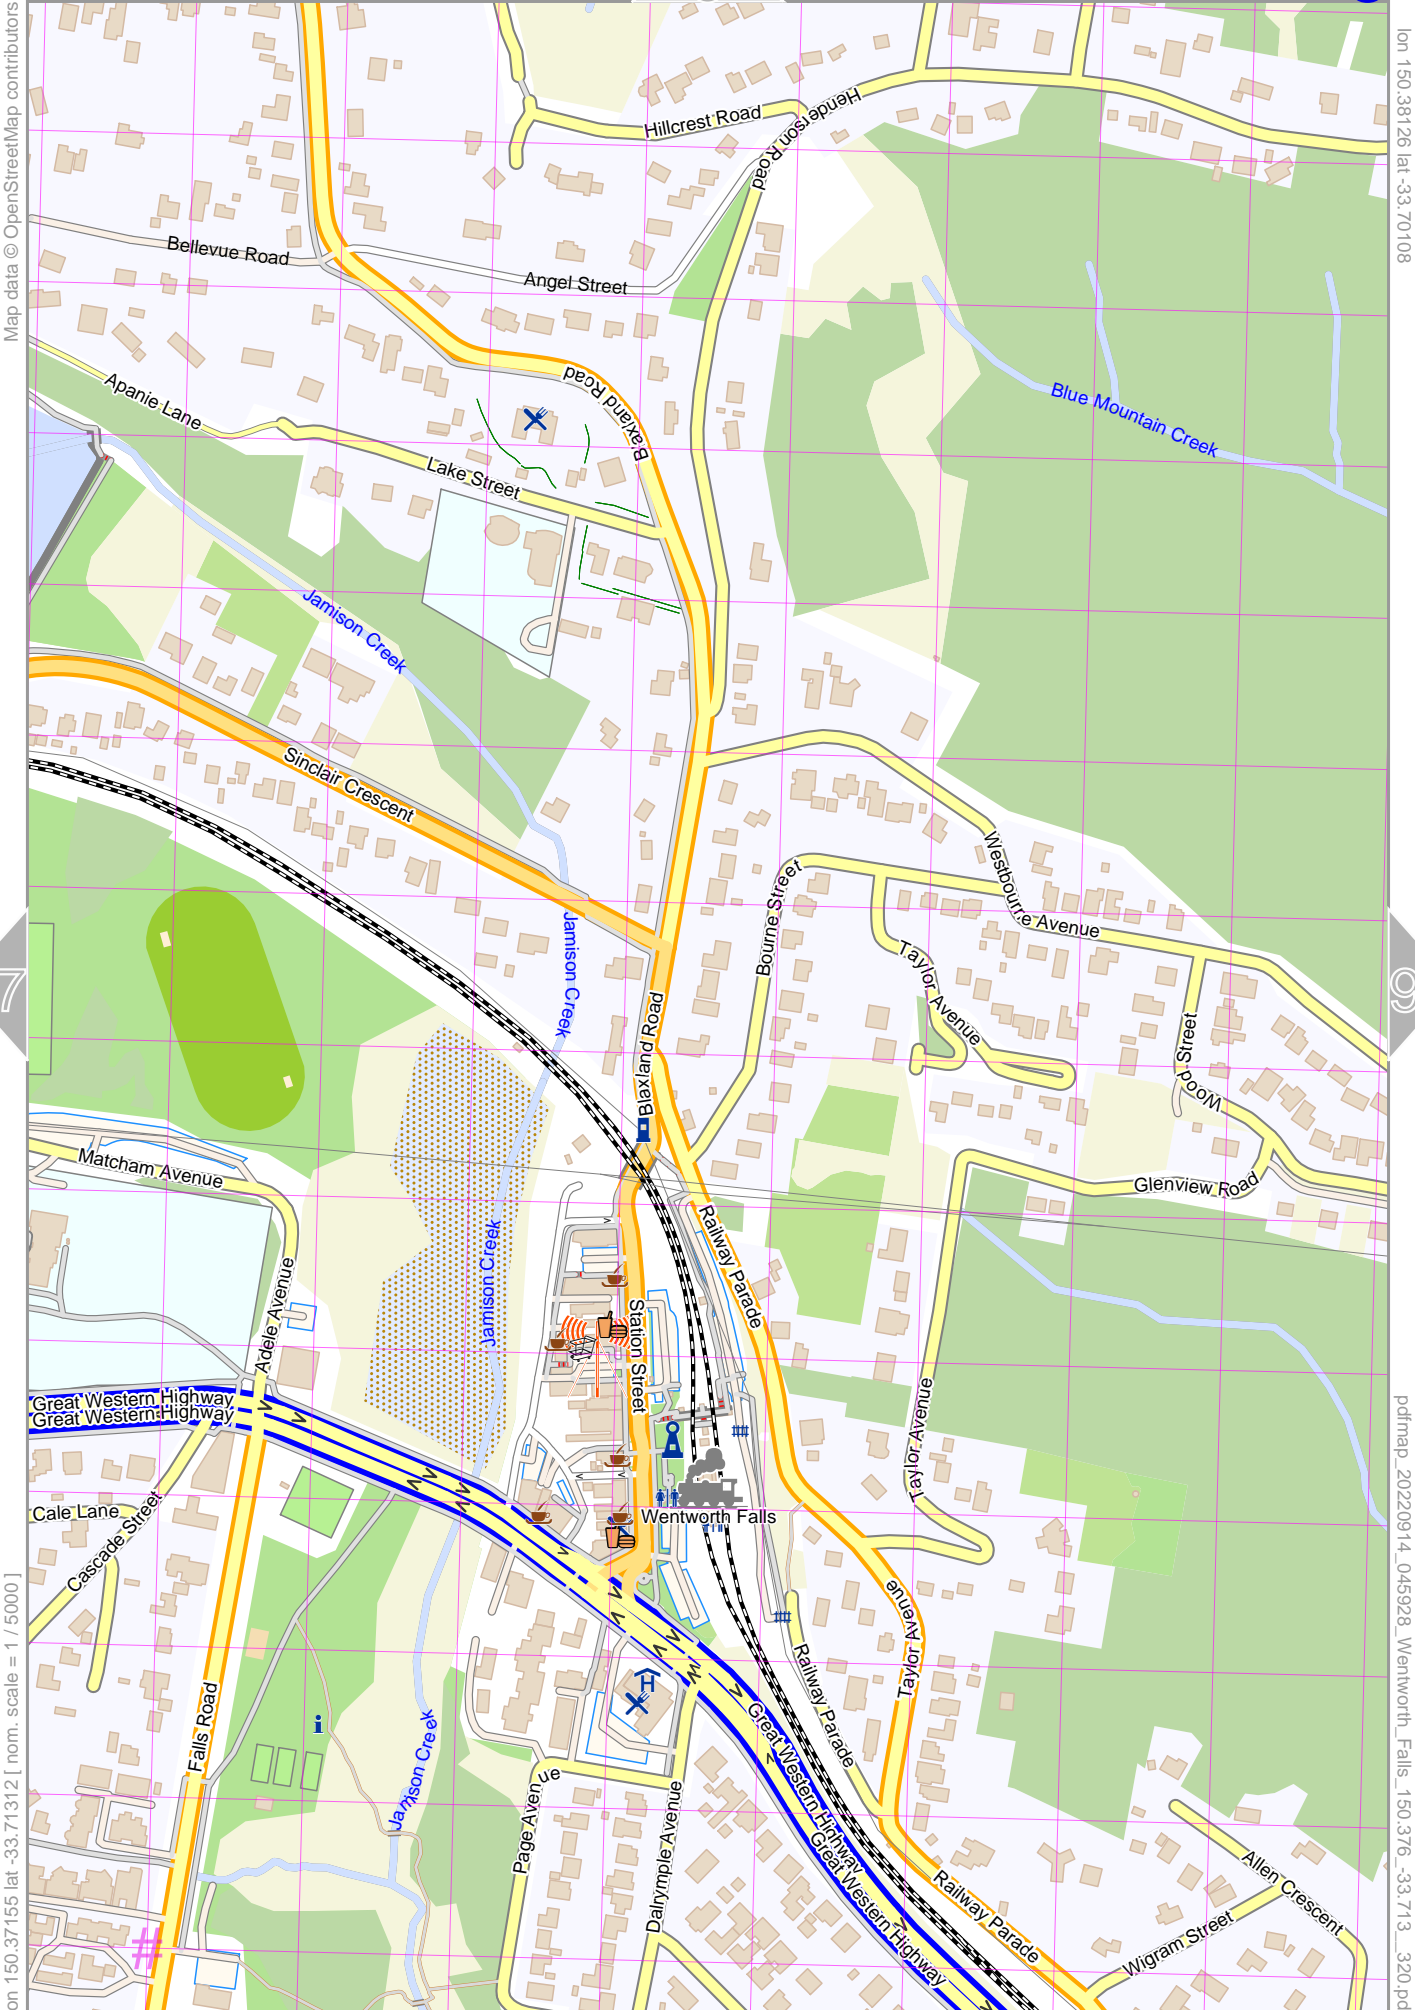 Map data © OpenStreetMap contributors
lon 150.38126 lat -33.70108
Hillcrest Road
Henderson Road
Bellevue Road
Angel Street
Blaxland Road
Apanie Lane
Blue Mountain Creek
Lake Street
Jamison Creek
Sinclair Crescent
Westbourne Avenue
Bourne Street
Jamison Creek
Taylor Avenue
7
9
Blaxland Road
Wood Street
Matcham Avenue
Glenview Road
Jamison Creek
Railway Parade
Adele Avenue
Station Street
Great Western Highway
Great Western Highway
Taylor Avenue
Cale Lane
Cascade Street
Wentworth Falls
Taylor Avenue
H
i
Falls Road
Jamison Creek
Railway Parade
Great Western Highway
Page Avenue
Dalrymple Avenue
Great Western Highway
Railway Parade
Allen Crescent
Wigram Street
#
on 150.37155 lat -33.71312 [ nom. scale = 1 / 5000 ]
pdfmap_20220914_045928_Wentworth_Falls_150.376_-33.713__320.pd